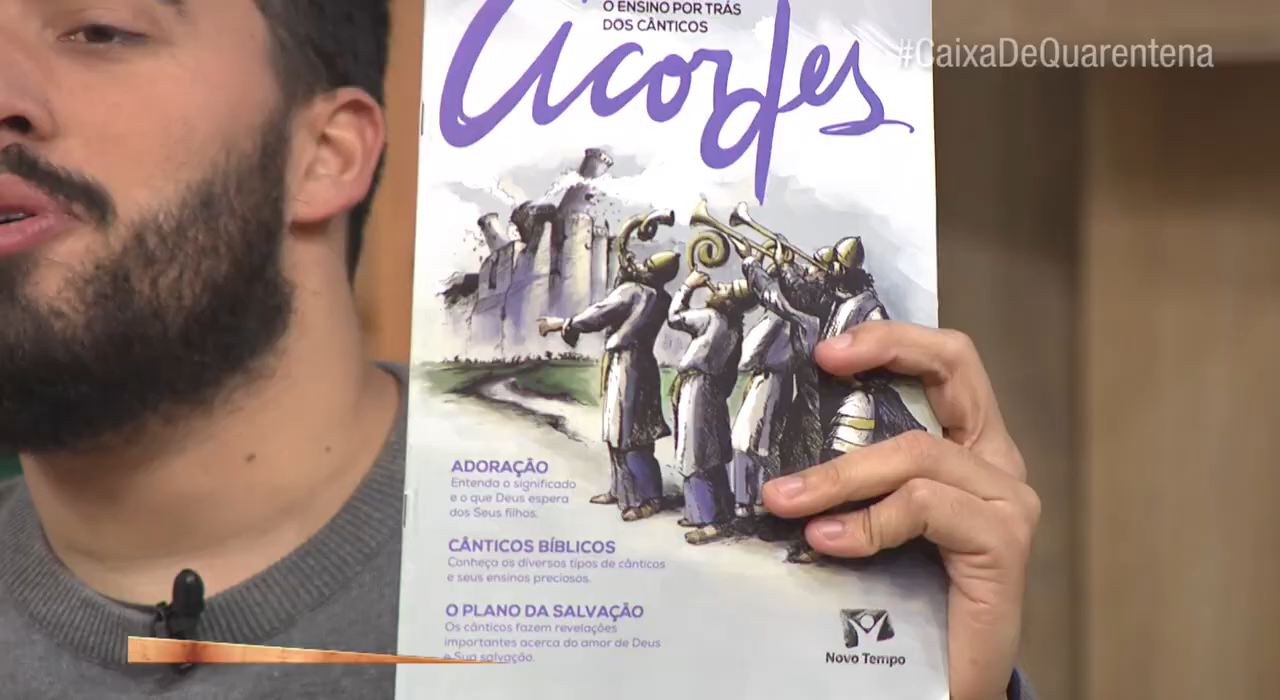 O ENSINO POR TRÁS
DOS CÂNTICOS
Acordes
#CaixaDeQuarentena
ADORAÇÃO
Entenda o significado
e o que Deus espera
dos Seus filhos.
CÂNTICOS BÍBLICOS
Conheça os diversos tipos de cânticos
e seus ensinos preciosos.
O PLANO DA SALVAÇÃO
Os cânticos fazem revelações
importantes acerca do amor de Deus
e Sua salvação.
Novo Tempo